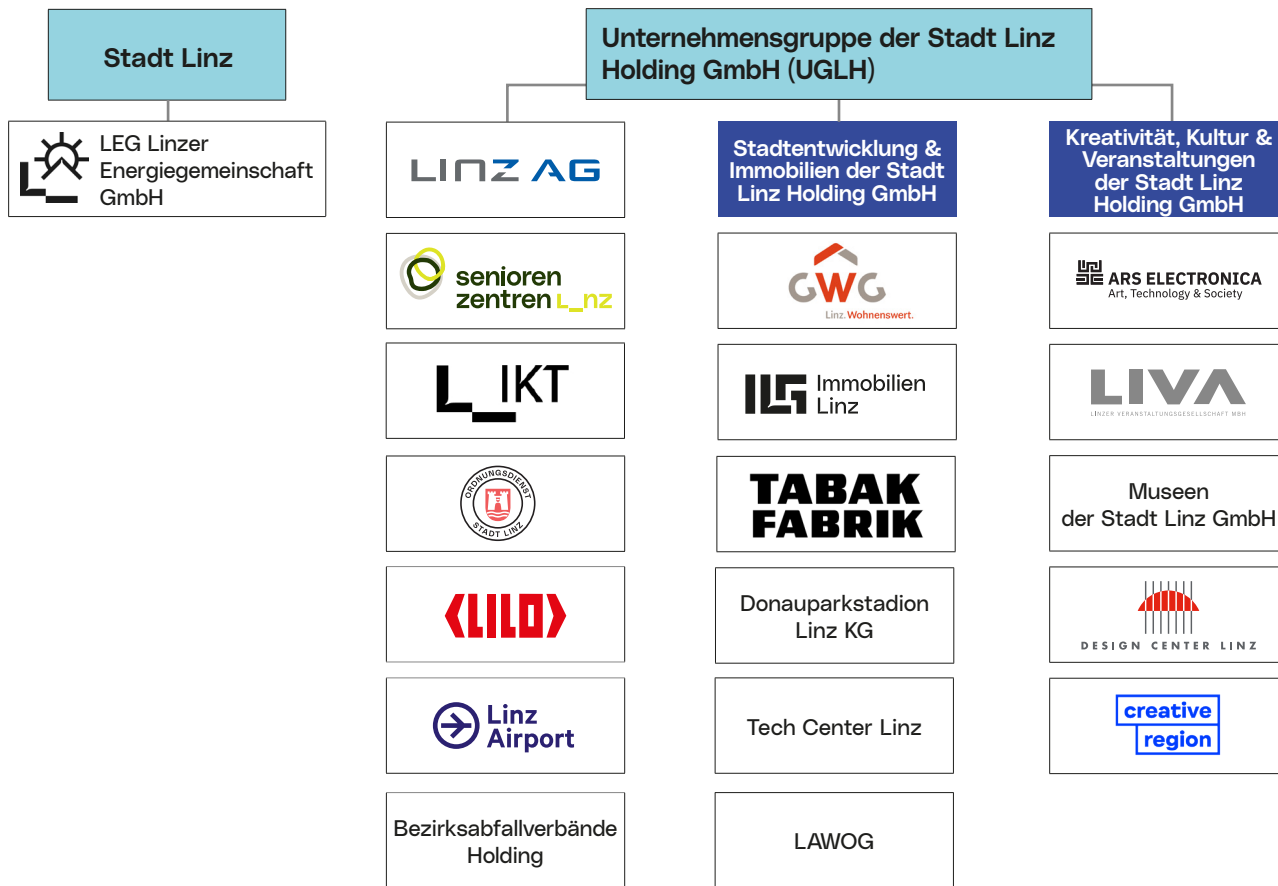 Stadt Linz
LEG Linzer
Energiegemeinschaft
GmbH
Unternehmensgruppe der Stadt Linz
Holding GmbH (UGLH)
LINZ AG
senioren
zentren L_nz
L_IKT
ORDNUNGSDIENST
STADT LINZ
LILO
Linz
Airport
Bezirksabfallverbände
Holding
Stadtentwicklung &
Immobilien der Stadt
Linz Holding GmbH
GWG
Linz. Wohnenswert.
ILG Immobilien
Linz
TABAK
FABRIK
Donauparkstadion
Linz KG
Tech Center Linz
LAWOG
Kreativität, Kultur &
Veranstaltungen
der Stadt Linz
Holding GmbH
ARS ELECTRONICA
Art, Technology & Society
LIVA
LINZER VERANSTALTUNGSGESELLSCHAFT MBH
Museen
der Stadt Linz GmbH
DESIGN CENTER LINZ
creative
region